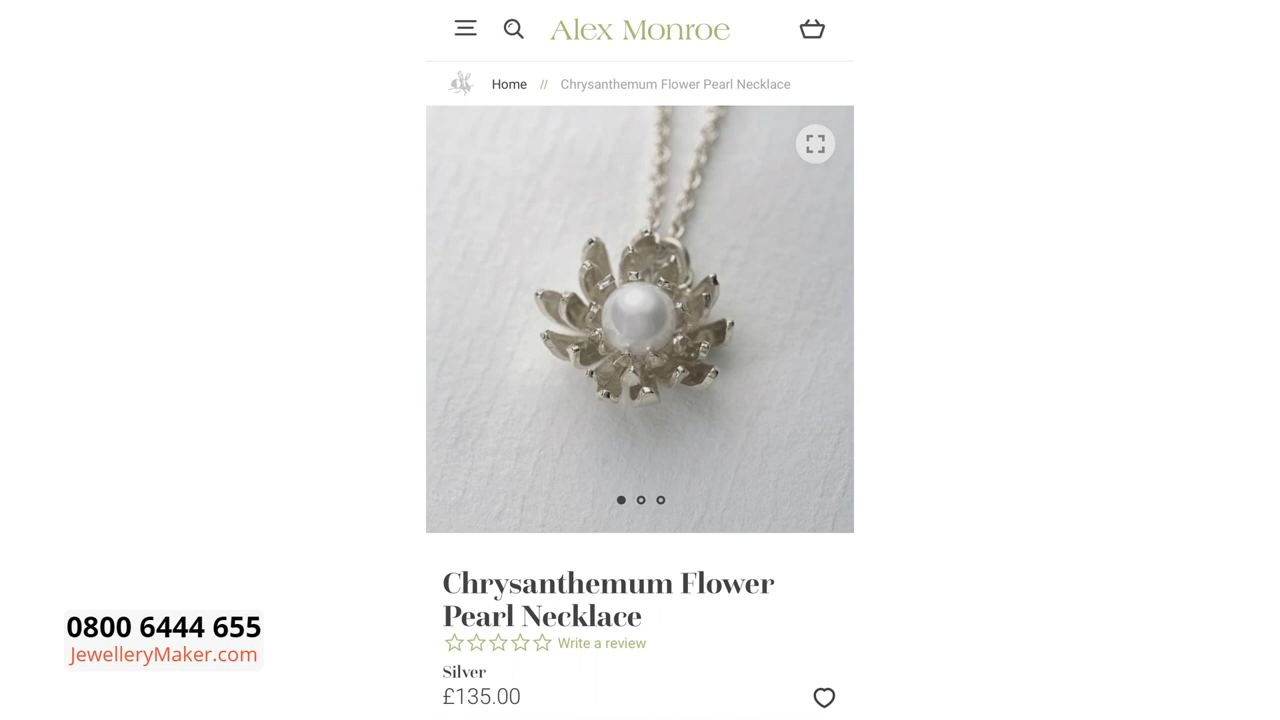 Alex Monroe
Home // Chrysanthemum Flower Pearl Necklace
Chrysanthemum Flower
Pearl Necklace
Write a review
Silver
£135.00
0800 6444 655
JewelleryMaker.com